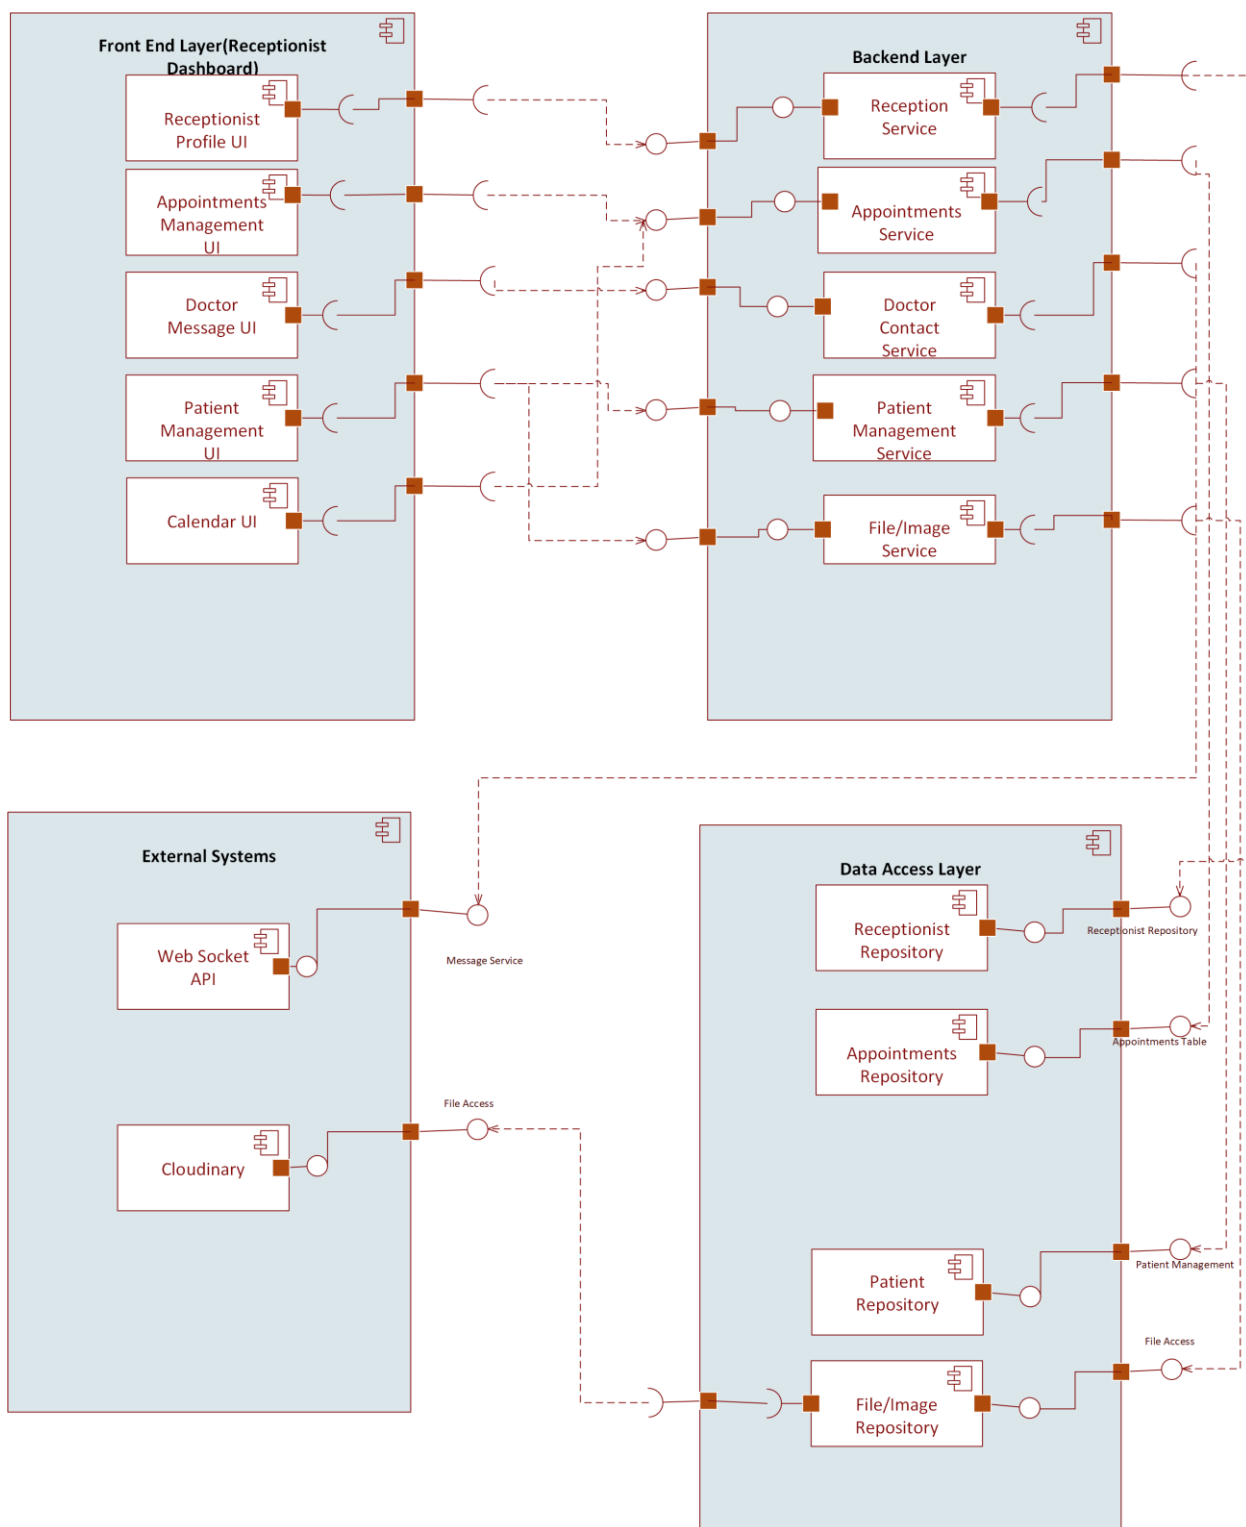 Front End Layer(Receptionist
Dashboard)
Receptionist
Profile UI
Appointments
Management
UI
Doctor
Message UI
Patient
Management
UI
Calendar UI
Backend Layer
Reception
Service
Appointments
Service
Doctor
Contact
Service
Patient
Management
Service
File/Image
Service
External Systems
Web Socket
API
Message Service
File Access
Cloudinary
Data Access Layer
Receptionist
Repository
Receptionist Repository
Appointments
Repository
Appointments Table
Patient
Repository
Patient Management
File Access
File/Image
Repository